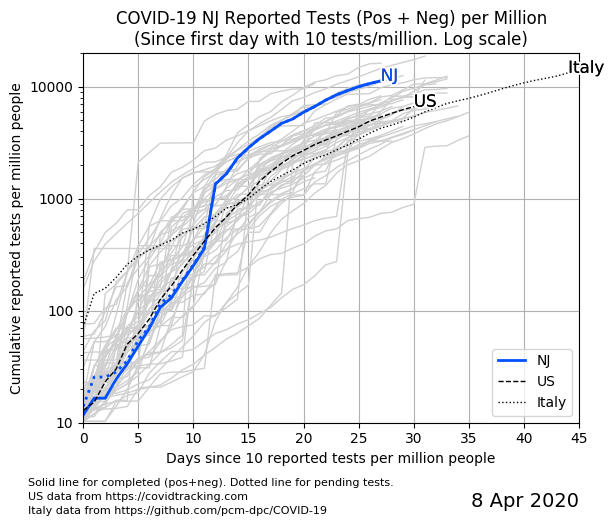 COVID-19 NJ Reported Tests (Pos + Neg) per Million
(Since first day with 10 tests/million. Log scale)
Cumulative reported tests per million people
10000
1000
100
10
NJ
US
Italy
NJ
US
Italy
0 5 10 15 20 25 30 35 40 45
Days since 10 reported tests per million people
Solid line for completed (pos+neg). Dotted line for pending tests.
US data from https://covidtracking.com
Italy data from https://github.com/pcm-dpc/COVID-19
8 Apr 2020